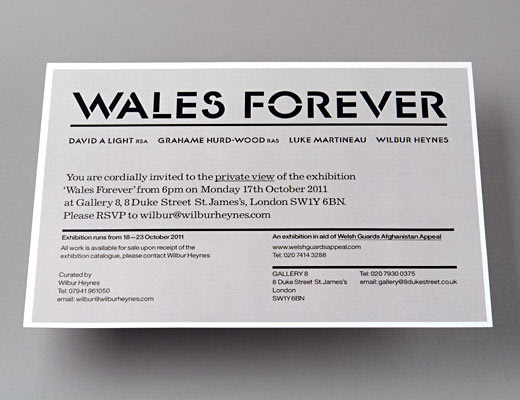 WALES FOREVER
DAVID A LIGHT RSA GRAHAME HURD-WOOD RAS LUKE MARTINEAU WILBUR HEYNES
You are cordially invited to the private view of the exhibition
'Wales Forever' from 6pm on Monday 17th October 2011
at Gallery 8, 8 Duke Street St.James's, London SW1Y 6BN.
Please RSVP to wilbur@wilburheynes.com
Exhibition runs from 18—23 October 2011
All work is available for sale upon receipt of the
exhibition catalogue, please contact Wilbur Heynes
Curated by
Wilbur Heynes
Tel: 07941 961050
email: wilbur@wilburheynes.com
An exhibition in aid of Welsh Guards Afghanistan Appeal
www.welshguardsappeal.com
Tel: 020 7414 3288
GALLERY 8
8 Duke Street St.James's
London
SW1Y 6BN
Tel: 020 7930 0375
email: gallery@8dukestreet.co.uk